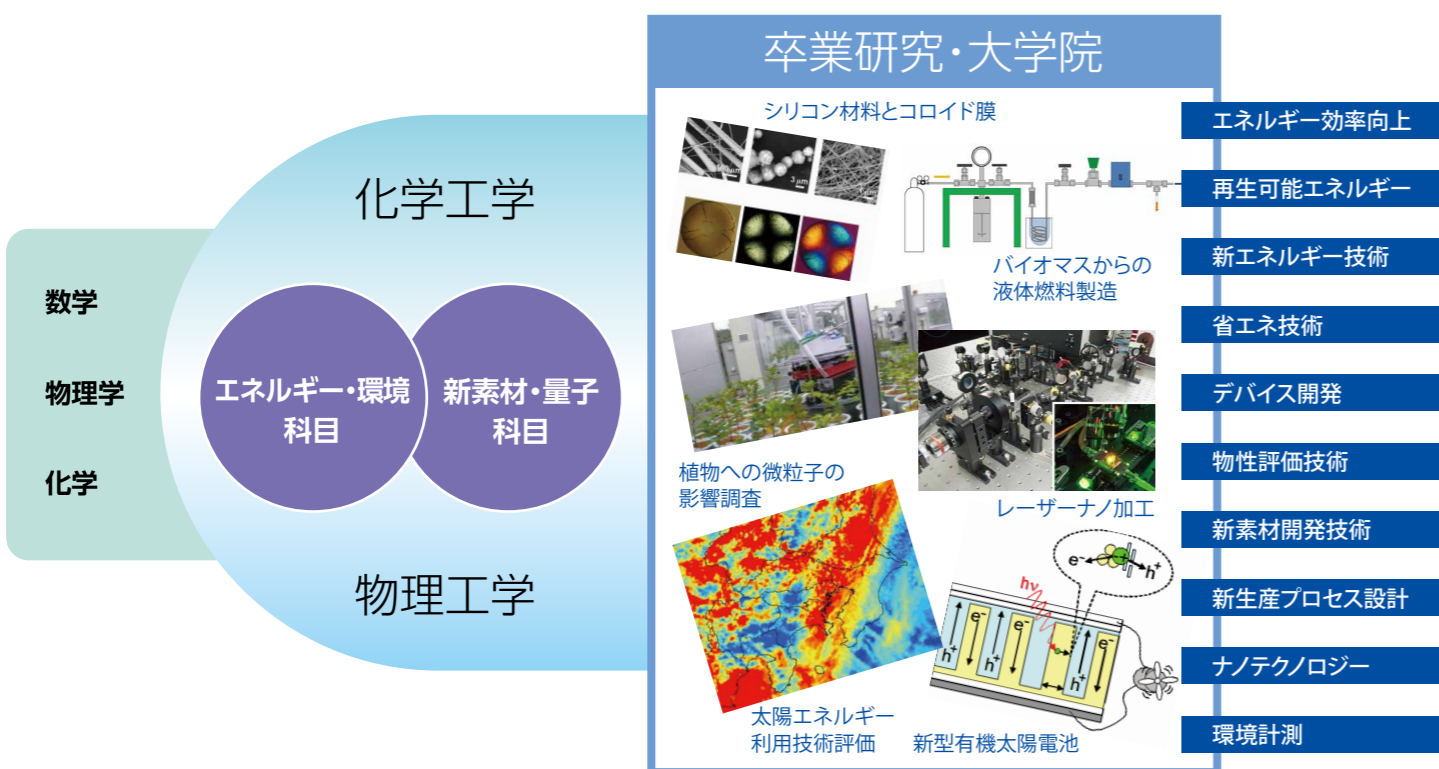 卒業研究・大学院
数学
物理学
化学
化学工学
エネルギー・環境
科目
新素材・量子
科目
物理工学
シリコン材料とコロイド膜
3 μm
バイオマスからの
液体燃料製造
植物への微粒子の
影響調査
レーザーナノ加工
太陽エネルギー
利用技術評価
新型有機太陽電池
hν
e⁻
h⁺
h⁺
e⁻
h⁺
e⁻
h⁺
e⁻
エネルギー効率向上
再生可能エネルギー
新エネルギー技術
省エネ技術
デバイス開発
物性評価技術
新素材開発技術
新生産プロセス設計
ナノテクノロジー
環境計測